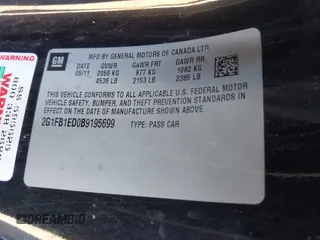 GM
MFD BY GENERAL MOTORS OF CANADA LTD.
DATE GVWR GAWR FRT GAWR RR
05/11 2059 KG 977 KG 1082 KG
4539 LB 2153 LB 2385 LB
THIS VEHICLE CONFORMS TO ALL APPLICABLE U.S. FEDERAL MOTOR
VEHICLE SAFETY, BUMPER, AND THEFT PREVENTION STANDARDS IN
EFFECT ON THE DATE OF MANUFACTURE SHOWN ABOVE.
2G1FB1ED0B9195699 TYPE: PASS CAR
DREAMBID